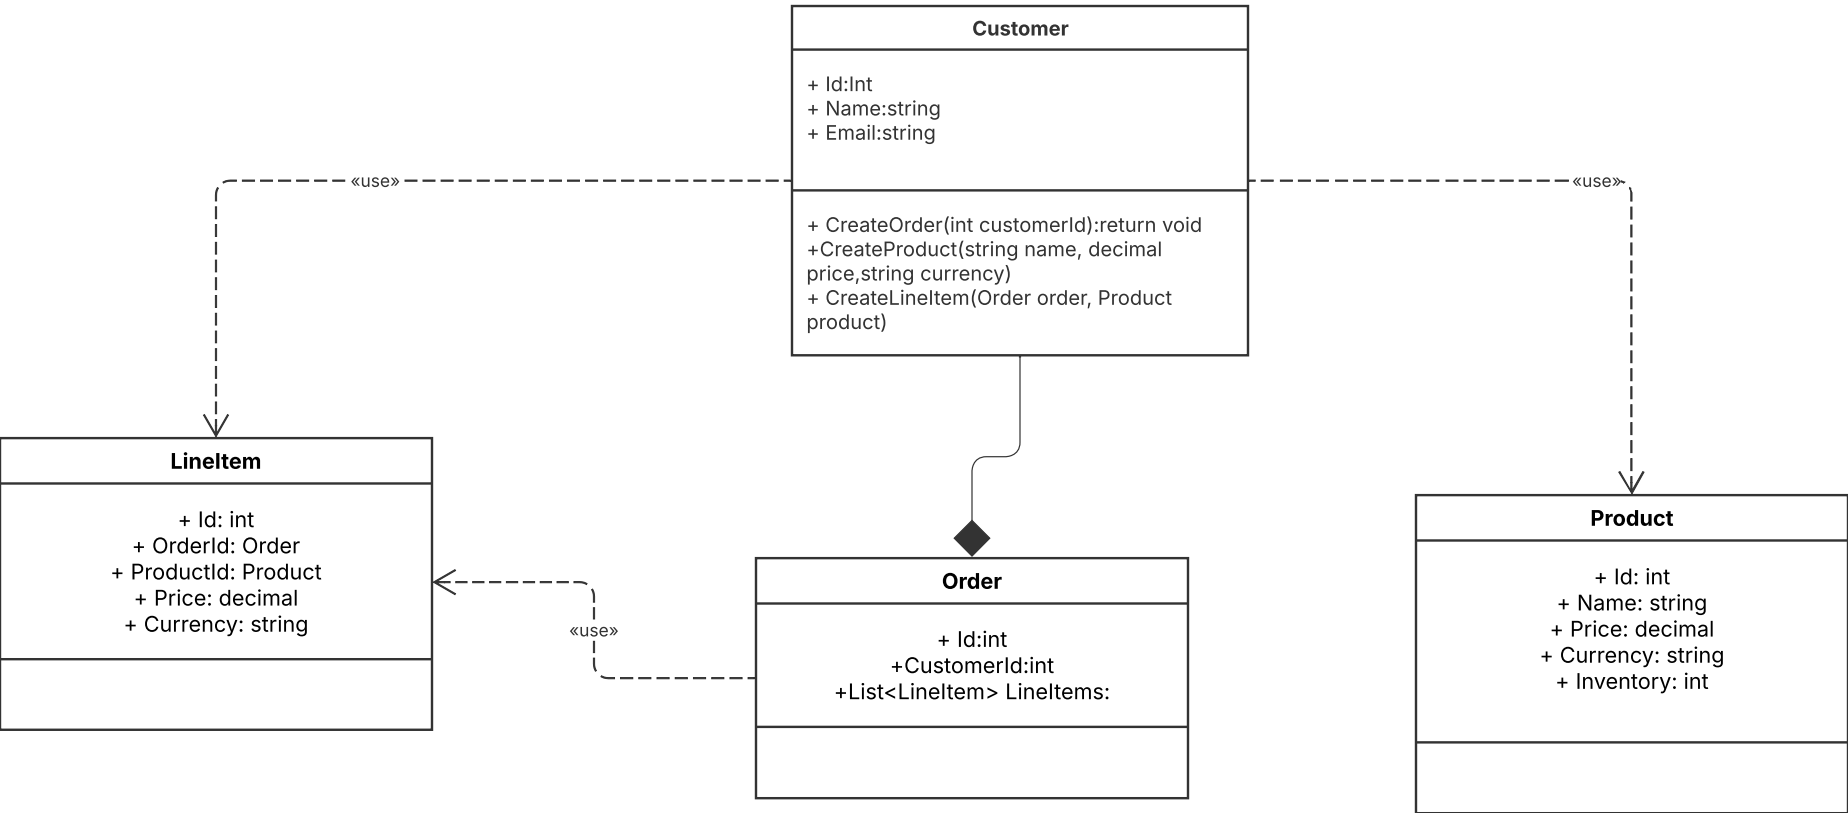 Customer
+ Id:Int
+ Name:string
+ Email:string
«use»
«use»
+ CreateOrder(int customerId):return void
+CreateProduct(string name, decimal
price,string currency)
+ CreateLineItem(Order order, Product
product)
LineItem
+ Id: int
+ OrderId: Order
+ ProductId: Product
+ Price: decimal
+ Currency: string
«use»
Order
+ Id:int
+CustomerId:int
+List<LineItem> LineItems:
Product
+ Id: int
+ Name: string
+ Price: decimal
+ Currency: string
+ Inventory: int